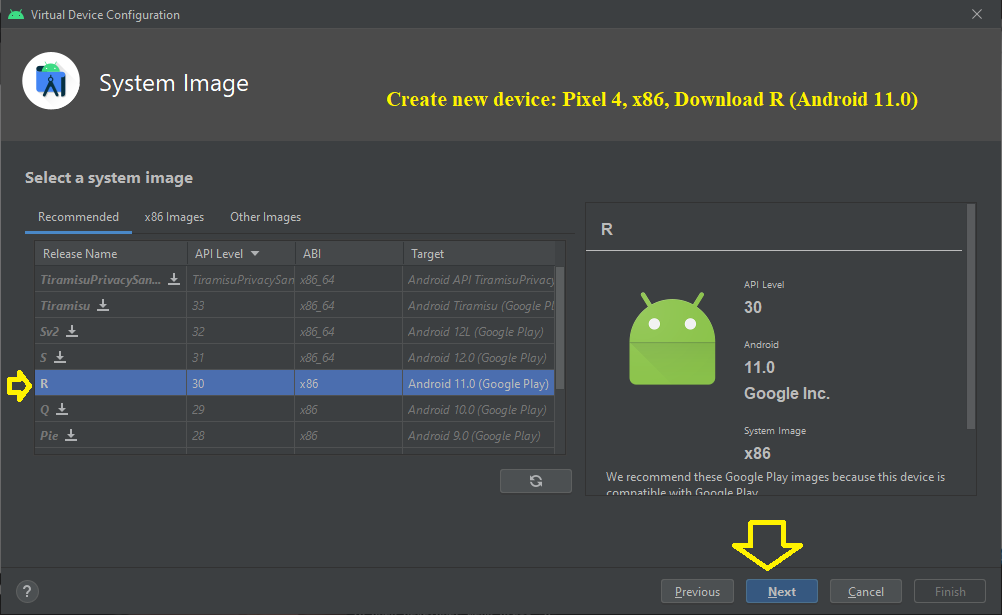 Virtual Device Configuration
System Image
Create new device: Pixel 4, x86, Download R (Android 11.0)
Select a system image
Recommended x86 Images Other Images
Release Name API Level ABI Target
TiramisuPrivacySan... TiramisuPrivacySan x86_64 Android API TiramisuPrivacy
Tiramisu 33 x86_64 Android Tiramisu (Google Pl
Sv2 32 x86_64 Android 12L (Google Play)
S 31 x86_64 Android 12.0 (Google Play)
R 30 x86 Android 11.0 (Google Play)
Q 29 x86 Android 10.0 (Google Play)
Pie 28 x86 Android 9.0 (Google Play)
R
API Level
30
Android
11.0
Google Inc.
System Image
x86
We recommend these Google Play images because this device is
compatible with Google Play
? Previous Next Cancel Finish